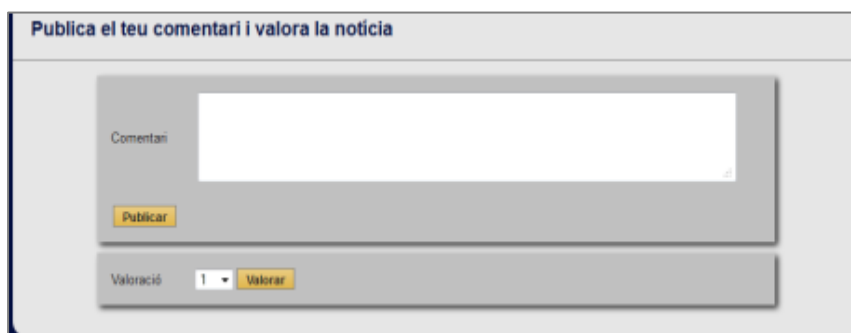 Publica el teu comentari i valora la notícia
Comentari
Publicar
Valoració 1 Valorar